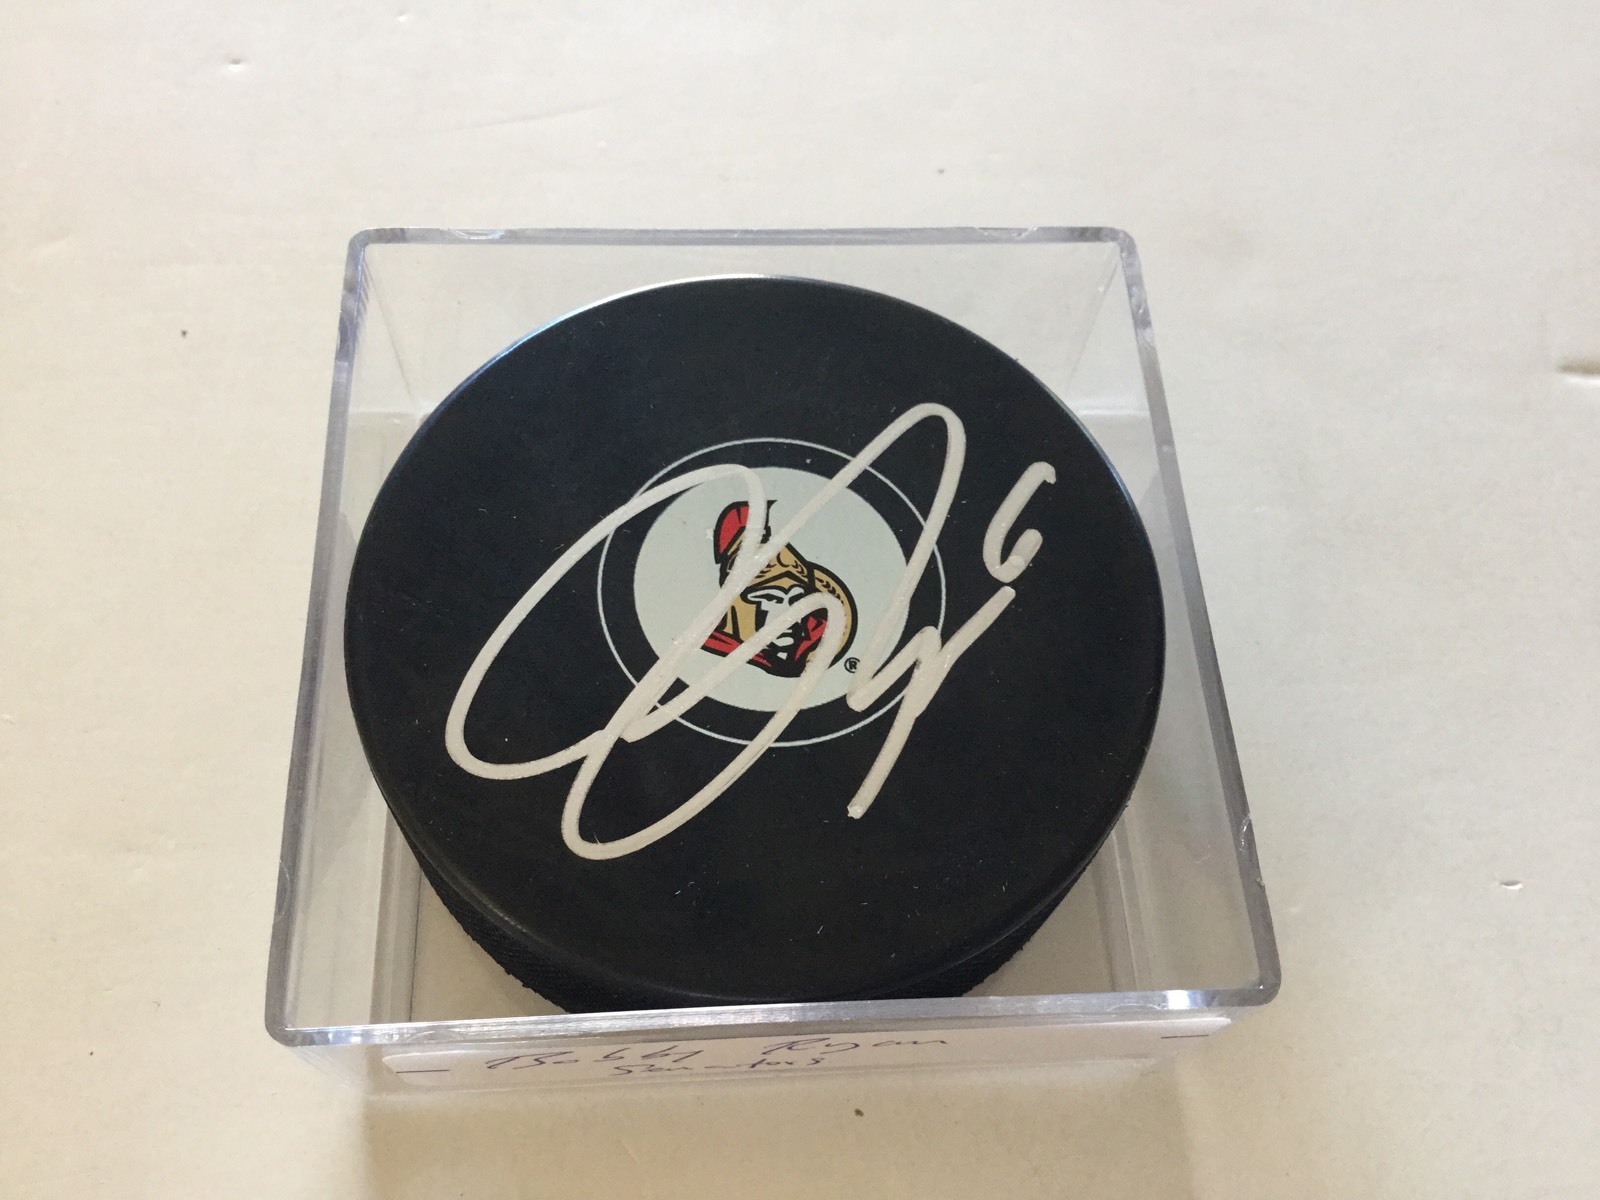 6
®
Bobby Ryan
Senators